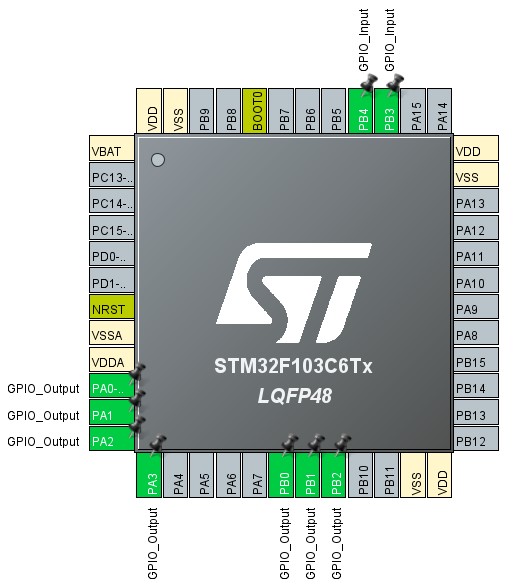 GPIO_Input
GPIO_Input
VDD
VSS
PB9
PB8
BOOT0
PB7
PB6
PB5
PB4
PB3
PA15
PA14
VBAT
PC13-..
PC14-..
PC15-..
PD0-..
PD1-..
NRST
VSSA
VDDA
GPIO_Output
PA0-..
GPIO_Output
PA1
GPIO_Output
PA2
VDD
VSS
PA13
PA12
PA11
PA10
PA9
PA8
PB15
PB14
PB13
PB12
ST
STM32F103C6Tx
LQFP48
PA3
PA4
PA5
PA6
PA7
PB0
PB1
PB2
PB10
PB11
VSS
VDD
GPIO_Output
GPIO_Output
GPIO_Output
GPIO_Output